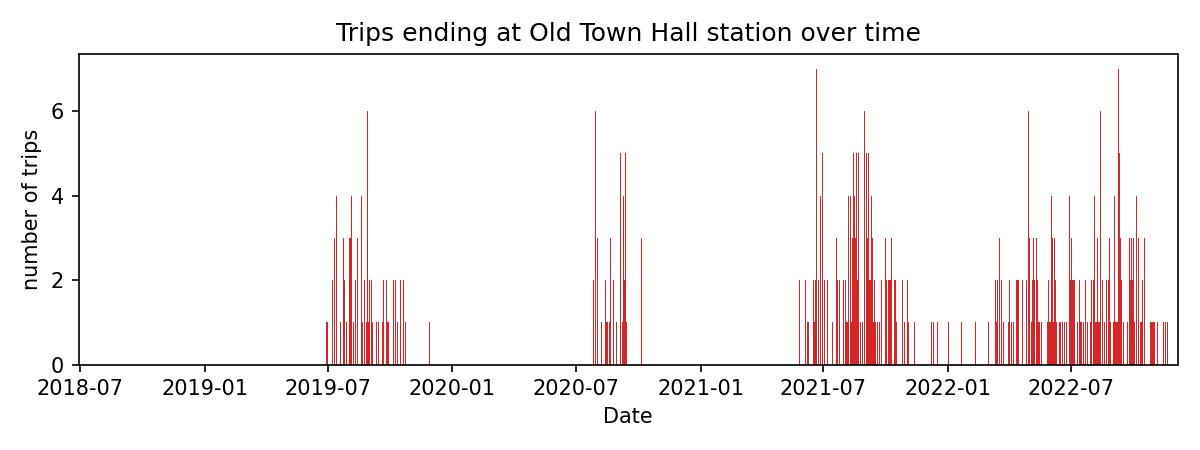 Trips ending at Old Town Hall station over time
number of trips
6
4
2
0
2018-07 2019-01 2019-07 2020-01 2020-07 2021-01 2021-07 2022-01 2022-07
Date